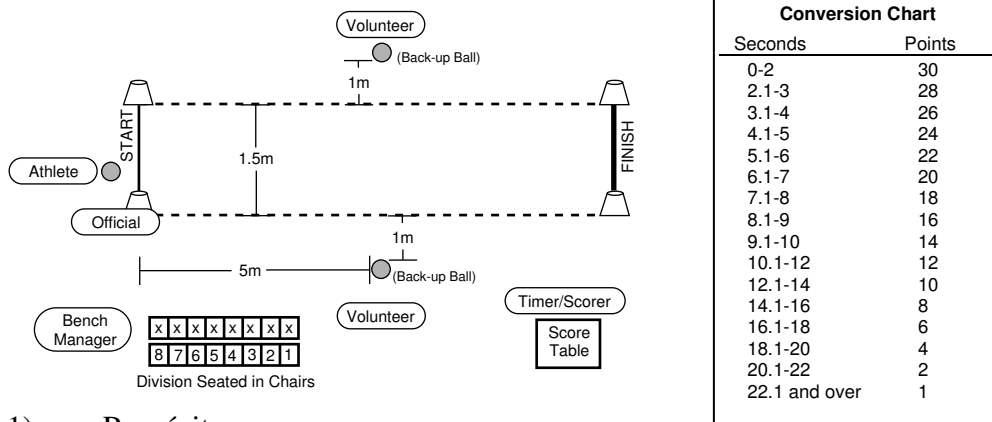 Volunteer
(Back-up Ball)
1m
START
1.5m
FINISH
Athlete
Official
1m
5m
(Back-up Ball)
Volunteer
Timer/Scorer
Bench
Manager
x x x x x x x x
8 7 6 5 4 3 2 1
Division Seated in Chairs
Score
Table
Conversion Chart
Seconds Points
0-2 30
2.1-3 28
3.1-4 26
4.1-5 24
5.1-6 22
6.1-7 20
7.1-8 18
8.1-9 16
9.1-10 14
10.1-12 12
12.1-14 10
14.1-16 8
16.1-18 6
18.1-20 4
20.1-22 2
22.1 and over 1